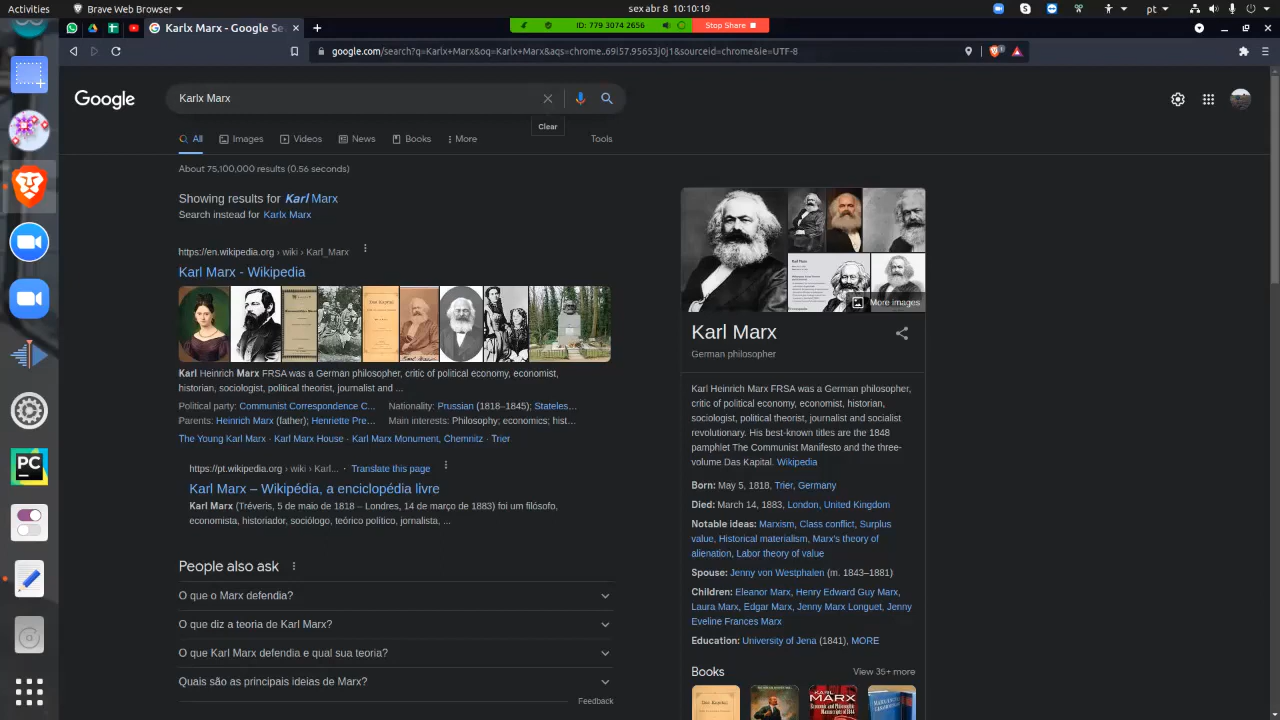 Activities
Brave Web Browser
sex abr 8 10:10:19
pt
Karlx Marx - Google Se
ID: 779 3074 2656
Stop Share
google.com/search?q=Karlx+Marx&oq=Karlx+Marx&aqs=chrome..69i57.95653j0j1&sourceid=chrome&ie=UTF-8
1
Google
Karlx Marx
Clear
All
Images
Videos
News
Books
More
Tools
About 75,100,000 results (0.56 seconds)
Showing results for Karl Marx
Search instead for Karlx Marx
https://en.wikipedia.org › wiki › Karl_Marx
Karl Marx - Wikipedia
Karl Heinrich Marx FRSA was a German philosopher, critic of political economy, economist,
historian, sociologist, political theorist, journalist and ...
Political party: Communist Correspondence C... Nationality: Prussian (1818–1845); Stateles...
Parents: Heinrich Marx (father); Henriette Pre... Main interests: Philosophy; economics; hist...
The Young Karl Marx · Karl Marx House · Karl Marx Monument, Chemnitz · Trier
https://pt.wikipedia.org › wiki › Karl... · Translate this page
Karl Marx – Wikipédia, a enciclopédia livre
Karl Marx (Tréveris, 5 de maio de 1818 – Londres, 14 de março de 1883) foi um filósofo,
economista, historiador, sociólogo, teórico político, jornalista, ...
People also ask
O que o Marx defendia?
O que diz a teoria de Karl Marx?
O que Karl Marx defendia e qual sua teoria?
Quais são as principais ideias de Marx?
Feedback
More images
Karl Marx
German philosopher
Karl Heinrich Marx FRSA was a German philosopher,
critic of political economy, economist, historian,
sociologist, political theorist, journalist and socialist
revolutionary. His best-known titles are the 1848
pamphlet The Communist Manifesto and the three-
volume Das Kapital. Wikipedia
Born: May 5, 1818, Trier, Germany
Died: March 14, 1883, London, United Kingdom
Notable ideas: Marxism, Class conflict, Surplus
value, Historical materialism, Marx's theory of
alienation, Labor theory of value
Spouse: Jenny von Westphalen (m. 1843–1881)
Children: Eleanor Marx, Henry Edward Guy Marx,
Laura Marx, Edgar Marx, Jenny Marx Longuet, Jenny
Eveline Frances Marx
Education: University of Jena (1841), MORE
Books
View 35+ more
Das Kapital
KARL
MARX
PC